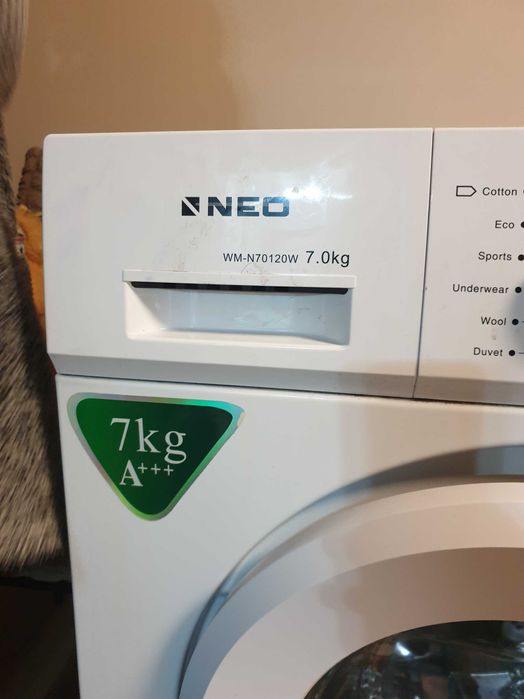 NEO
WM-N70120W 7.0kg
Cotton
Eco
Sports
Underwear
Wool
Duvet
7kg
A+++